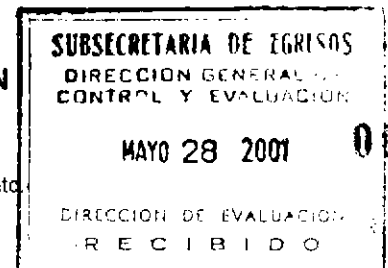 SUBSECRETARIA DE EGRESOS
N
DIRECCION GENERAL
CONTROL Y EVALUACION
MAYO 28 2001
0
DIRECCION DE EVALUACION
RECIBIDO